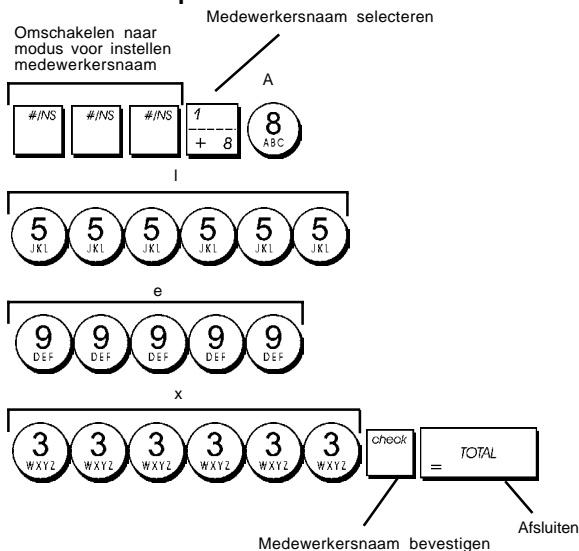 Medewerkersnaam selecteren
Omschakelen naar
modus voor instellen
medewerkersnaam
A
#/NS #/NS #/NS 1 + 8 8 ABC
l
5 JKL 5 JKL 5 JKL 5 JKL 5 JKL 5 JKL
e
9 DEF 9 DEF 9 DEF 9 DEF 9 DEF
x
3 WXYZ 3 WXYZ 3 WXYZ 3 WXYZ 3 WXYZ 3 WXYZ check = TOTAL
Afsluiten
Medewerkersnaam bevestigen